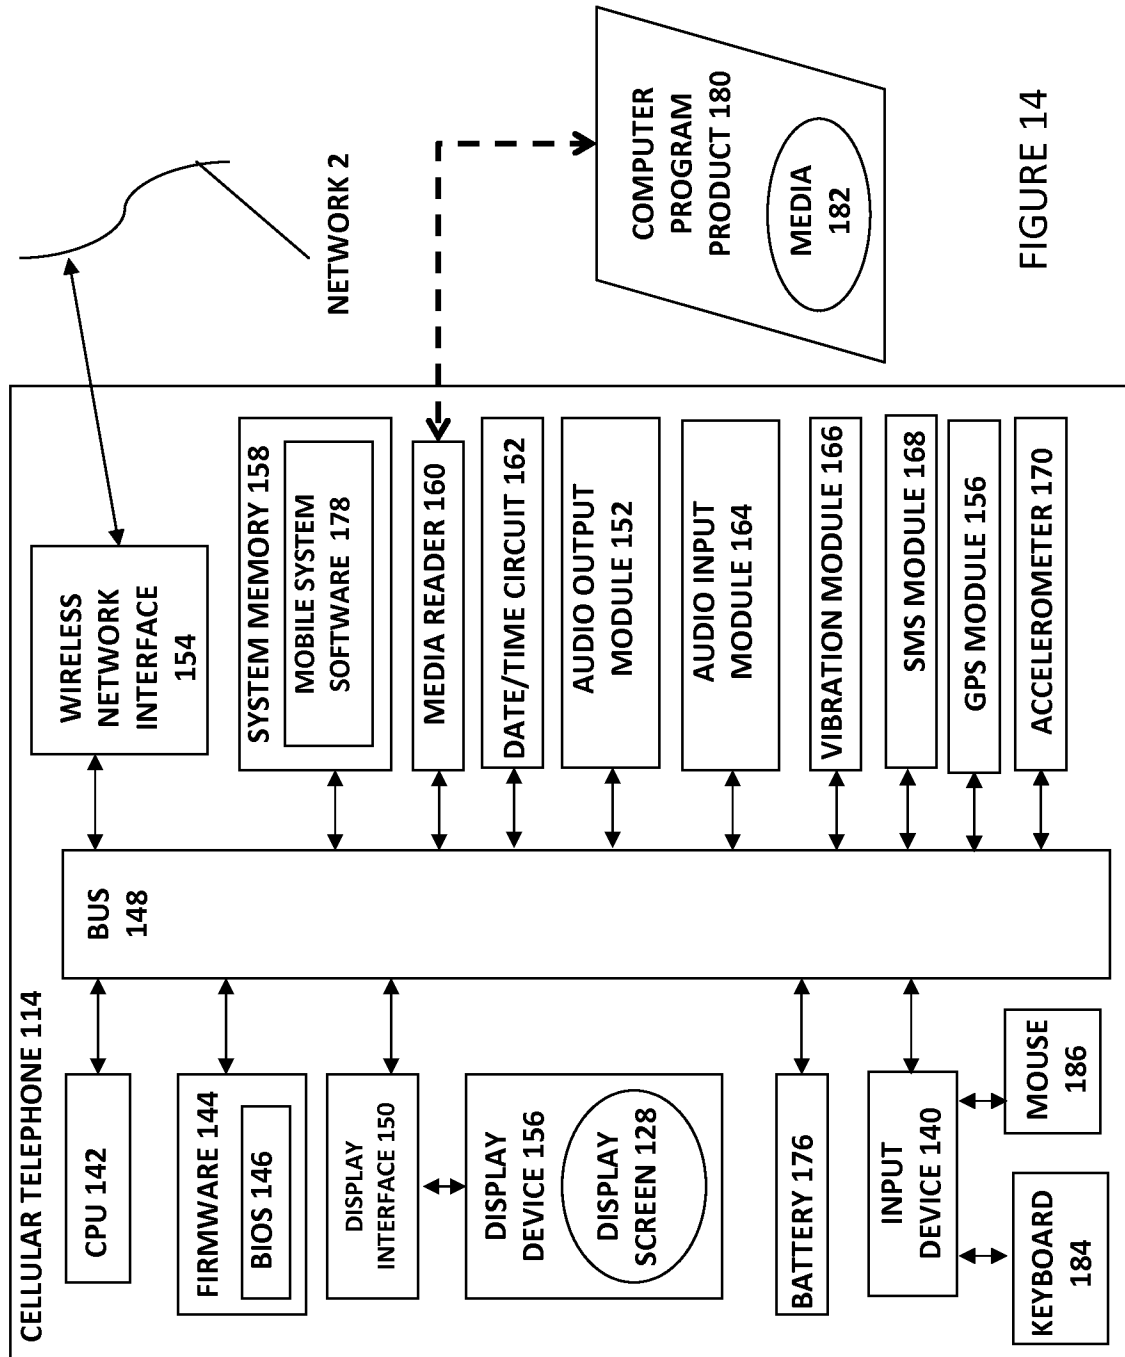 CELLULAR TELEPHONE 114
CPU 142
FIRMWARE 144
BIOS 146
DISPLAY
INTERFACE 150
DISPLAY
DEVICE 156
DISPLAY
SCREEN 128
BATTERY 176
INPUT
DEVICE 140
KEYBOARD
184
MOUSE
186
BUS
148
WIRELESS
NETWORK
INTERFACE
154
SYSTEM MEMORY 158
MOBILE SYSTEM
SOFTWARE 178
MEDIA READER 160
DATE/TIME CIRCUIT 162
AUDIO OUTPUT
MODULE 152
AUDIO INPUT
MODULE 164
VIBRATION MODULE 166
SMS MODULE 168
GPS MODULE 156
ACCELEROMETER 170
NETWORK 2
COMPUTER
PROGRAM
PRODUCT 180
MEDIA
182
FIGURE 14